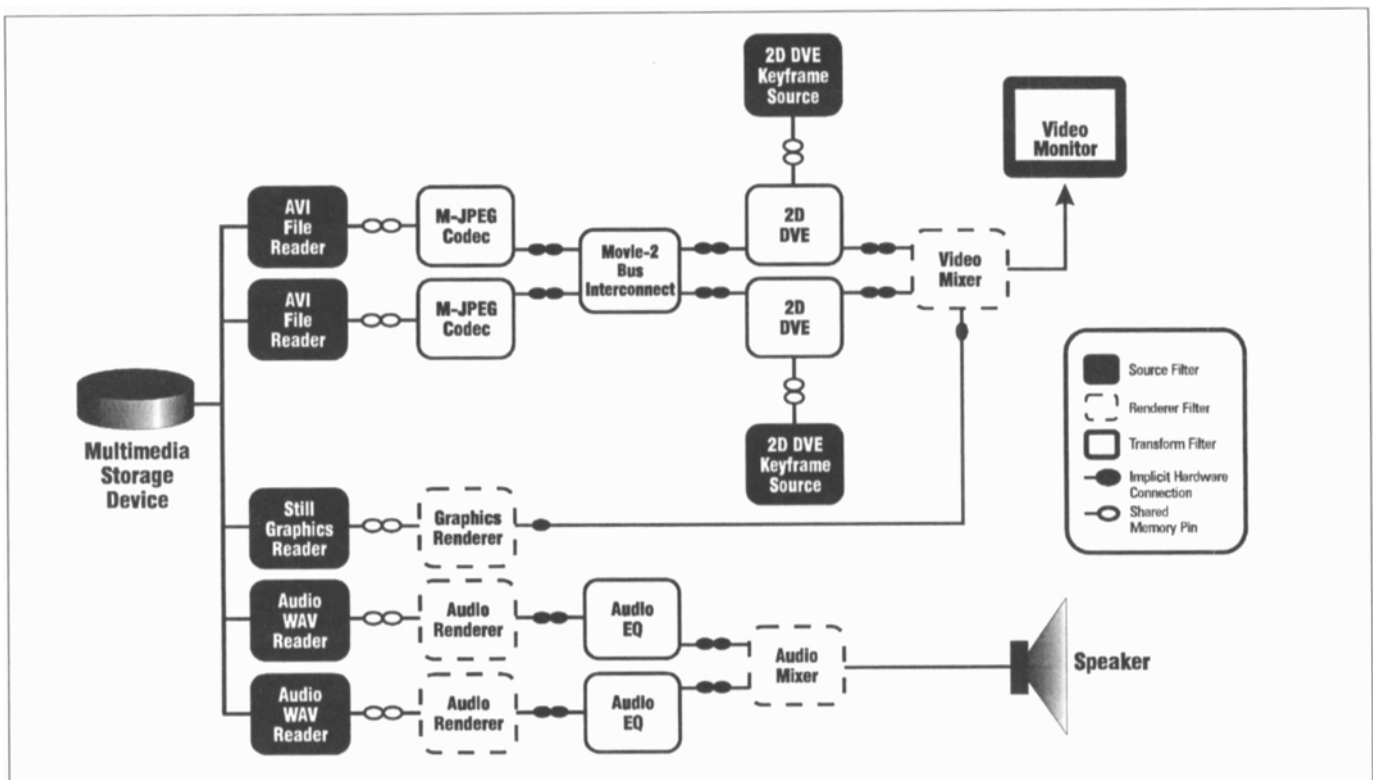 2D DVE
Keyframe
Source
Video
Monitor
AVI
File
Reader
M-JPEG
Codec
Movie-2
Bus
Interconnect
2D
DVE
Video
Mixer
AVI
File
Reader
M-JPEG
Codec
2D
DVE
Source Filter
Renderer Filter
Transform Filter
Implicit Hardware
Connection
Shared
Memory Pin
Multimedia
Storage
Device
2D DVE
Keyframe
Source
Still
Graphics
Reader
Graphics
Renderer
Audio
WAV
Reader
Audio
Renderer
Audio
EQ
Audio
Mixer
Speaker
Audio
WAV
Reader
Audio
Renderer
Audio
EQ